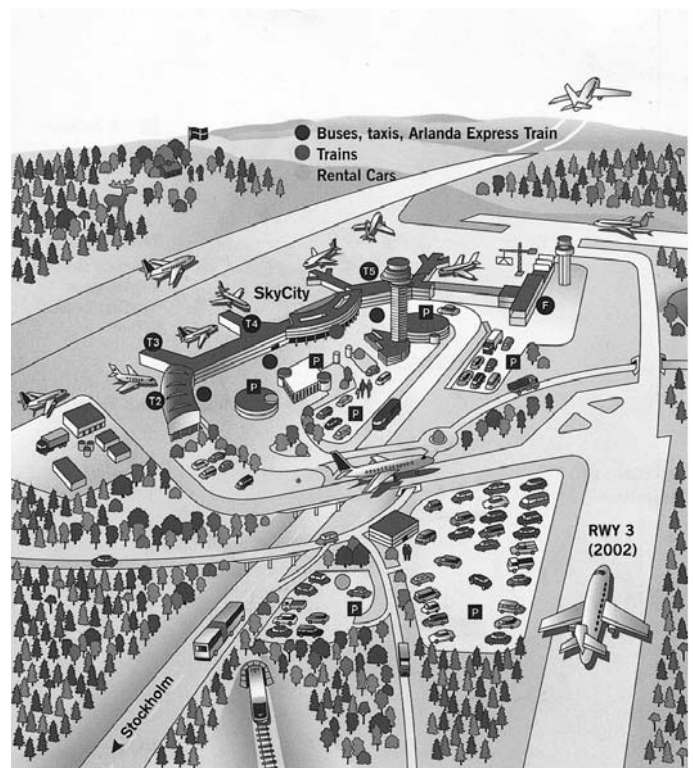 Buses, taxis, Arlanda Express Train
Trains
Rental Cars
T5
SkyCity
F
T4
P
T3
P
P
P
T2
P
RWY 3
(2002)
P
P
Stockholm